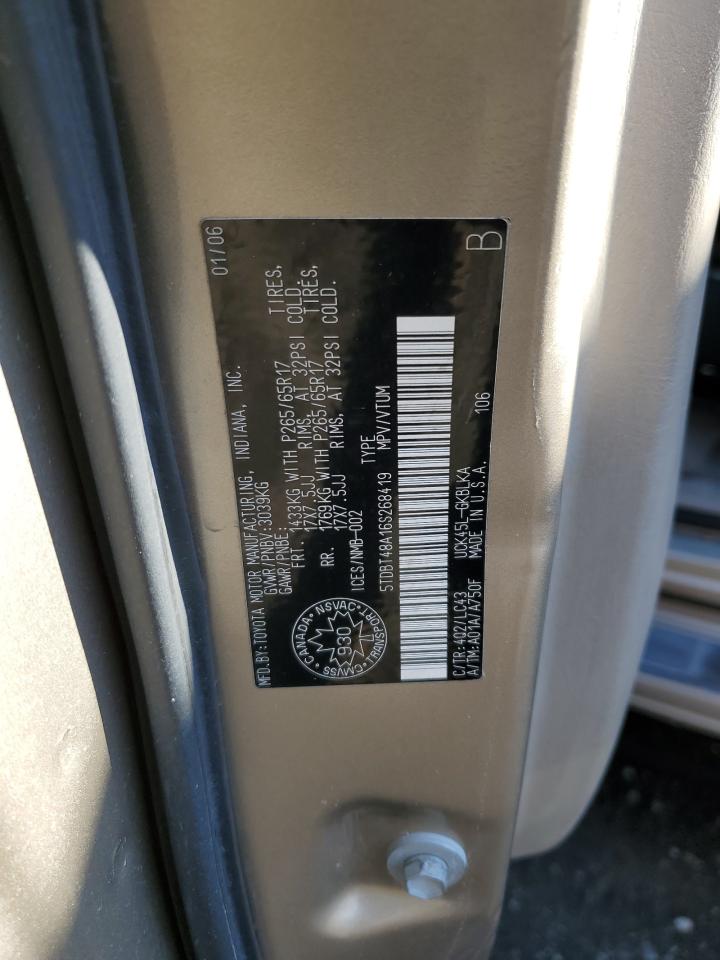 MFD.BY:TOYOTA MOTOR MANUFACTURING, INDIANA, INC. 01/06
GVWR/PNBV:3039KG
GAWR/PNBE:
FRT. 1433KG WITH P265/65R17 TIRES,
17X7.5JJ RIMS, AT 32PSI COLD.
RR. 1769KG WITH P265/65R17 TIRES,
17X7.5JJ RIMS, AT 32PSI COLD.
ICES/NMB-002
TYPE
5TDBT48A16S268419 MPV/VTUM
CANADA NSVAC
930
CMVSS TRANSPORT
C/TR:4Q2/LC43 UCK45L-GKBLKA 106 B
A/TM:A01A/A750F MADE IN U.S.A.